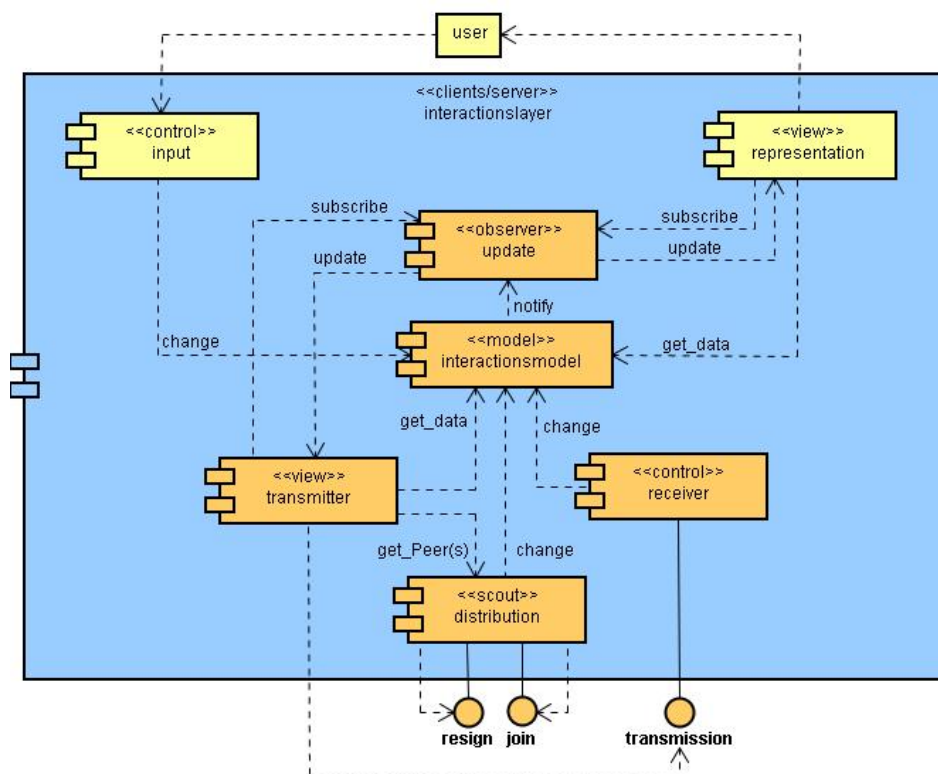 user
<<clients/server>>
interactionslayer
<<control>>
input
<<view>>
representation
subscribe
<<observer>>
update
subscribe
update
update
notify
change
<<model>>
interactionsmodel
get_data
get_data
change
<<view>>
transmitter
<<control>>
receiver
get_Peer(s)
change
<<scout>>
distribution
resign
join
transmission